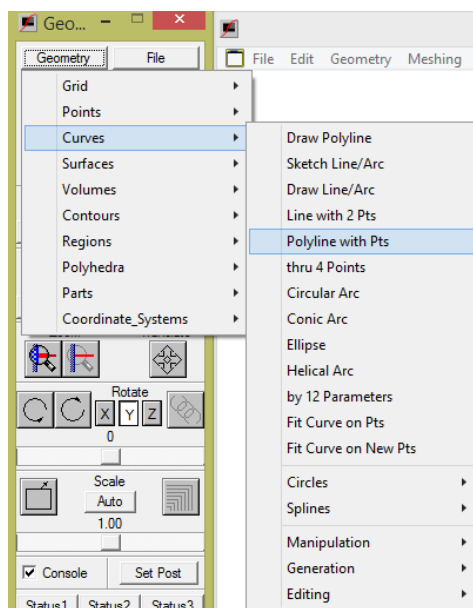 Geo...
Geometry File
File Edit Geometry Meshing
Grid
Points
Curves
Surfaces
Volumes
Contours
Regions
Polyhedra
Parts
Coordinate_Systems
Draw Polyline
Sketch Line/Arc
Draw Line/Arc
Line with 2 Pts
Polyline with Pts
thru 4 Points
Circular Arc
Conic Arc
Ellipse
Helical Arc
by 12 Parameters
Fit Curve on Pts
Fit Curve on New Pts
Circles
Splines
Manipulation
Generation
Editing
Rotate
X Y Z
0
Scale
Auto
1.00
Console Set Post
Status1 Status2 Status3